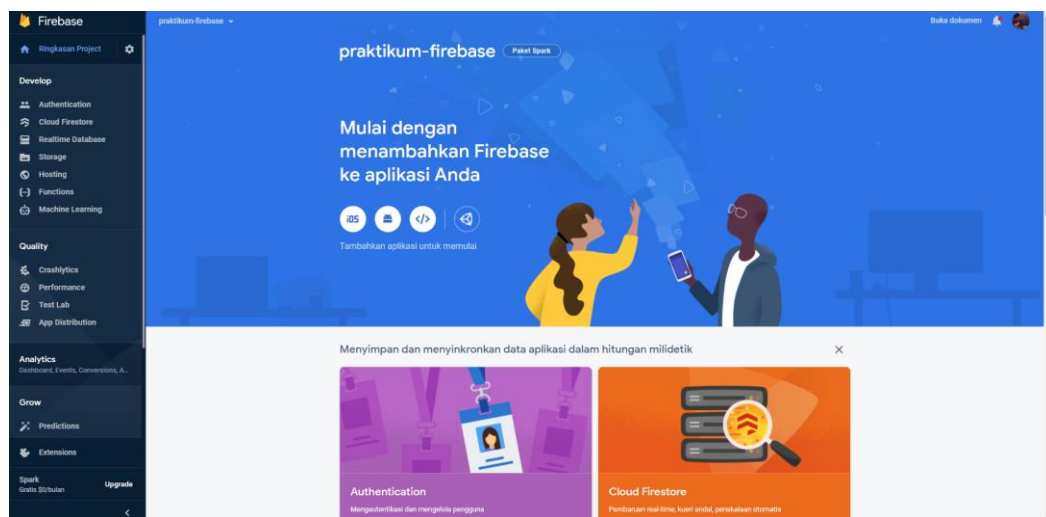 Firebase
praktikum-firebase
Buka dokumen
Ringkasan Project
Develop
Authentication
Cloud Firestore
Realtime Database
Storage
Hosting
Functions
Machine Learning
Quality
Crashlytics
Performance
Test Lab
App Distribution
Analytics
Dashboard, Events, Conversions, A...
Grow
Predictions
Extensions
Spark
Gratis $0/bulan
Upgrade
praktikum-firebase
Paket Spark
Mulai dengan
menambahkan Firebase
ke aplikasi Anda
iOS
Tambahkan aplikasi untuk memulai
Menyimpan dan menyinkronkan data aplikasi dalam hitungan milidetik
Authentication
Mengautentikasi dan mengelola pengguna
Cloud Firestore
Pembaruan real-time, kueri andal, penskalaan otomatis